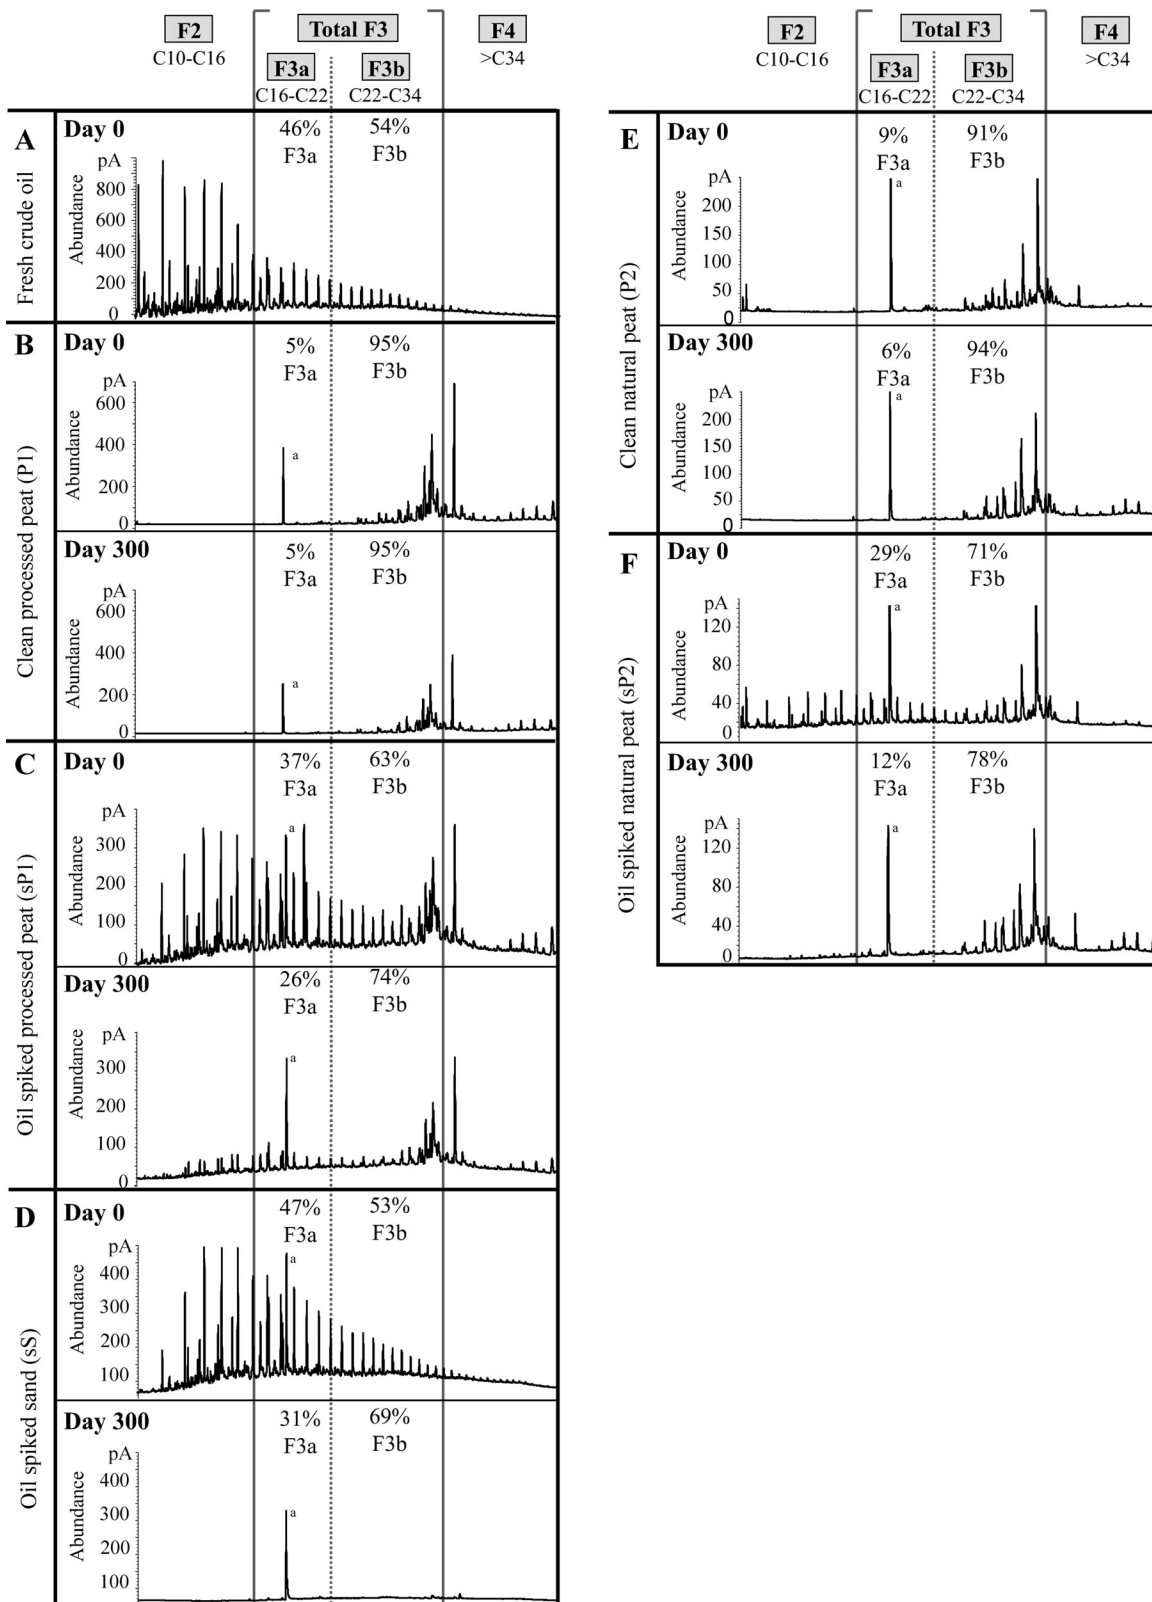 F2
Total F3
F4
C10-C16
>C34
F3a
F3b
C16-C22
C22-C34
A
Fresh crude oil
Day 0
46%
F3a
54%
F3b
pA
Abundance
800
600
400
200
0
B
Clean processed peat (P1)
Day 0
5%
F3a
95%
F3b
pA
Abundance
600
400
200
0
a
Day 300
5%
F3a
95%
F3b
pA
Abundance
600
400
200
0
a
C
Oil spiked processed peat (sP1)
Day 0
37%
F3a
63%
F3b
pA
Abundance
300
200
100
0
a
Day 300
26%
F3a
74%
F3b
pA
Abundance
300
200
100
0
a
D
Oil spiked sand (sS)
Day 0
47%
F3a
53%
F3b
pA
Abundance
400
300
200
100
a
Day 300
31%
F3a
69%
F3b
pA
Abundance
400
300
200
100
a
F2
Total F3
F4
C10-C16
>C34
F3a
F3b
C16-C22
C22-C34
E
Clean natural peat (P2)
Day 0
9%
F3a
91%
F3b
pA
Abundance
200
150
100
50
0
a
Day 300
6%
F3a
94%
F3b
pA
Abundance
200
150
100
50
0
a
F
Oil spiked natural peat (sP2)
Day 0
29%
F3a
71%
F3b
pA
Abundance
120
80
40
0
a
Day 300
12%
F3a
78%
F3b
pA
Abundance
120
80
40
0
a